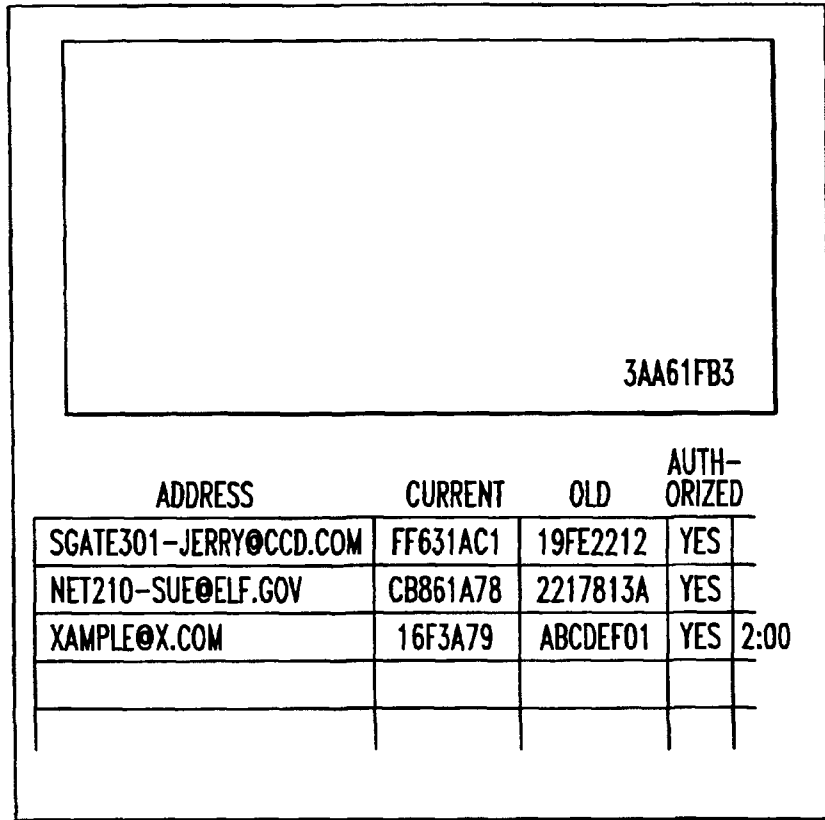 3AA61FB3
ADDRESS CURRENT OLD AUTH-
ORIZED
SGATE301-JERRY@CCD.COM FF631AC1 19FE2212 YES
NET210-SUE@ELF.GOV CB861A78 2217813A YES
XAMPLE@X.COM 16F3A79 ABCDEF01 YES 2:00